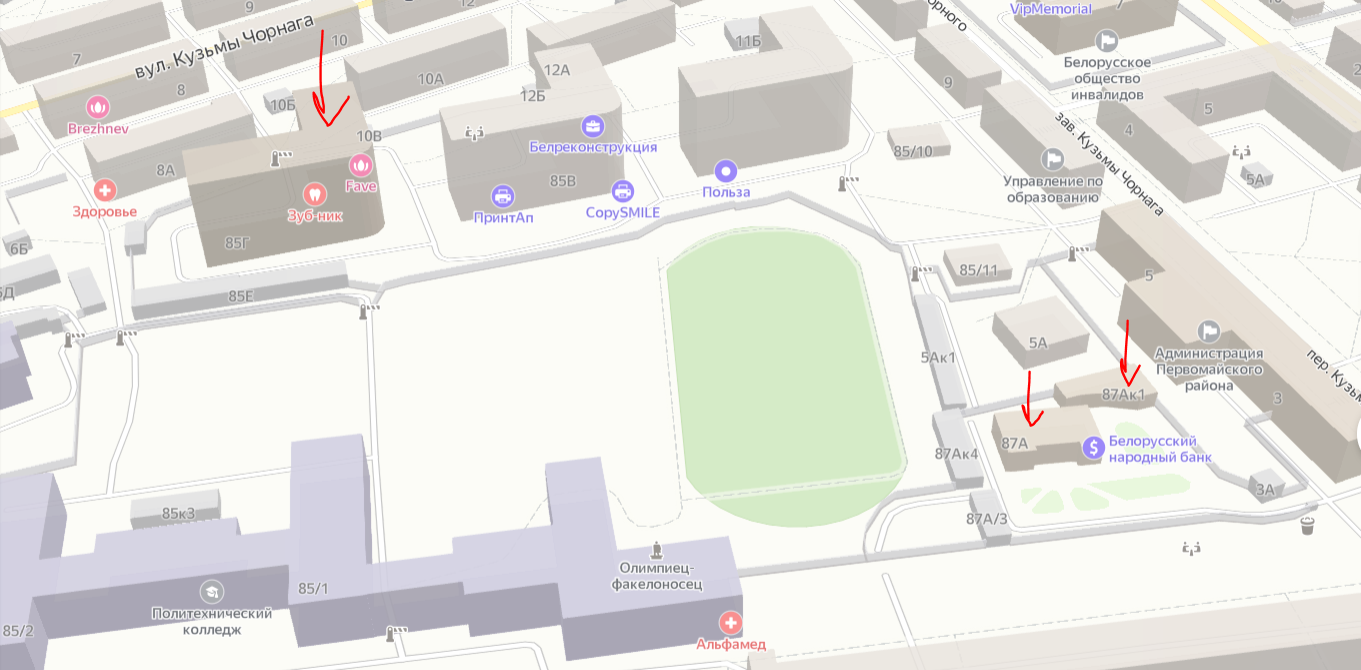 9
12
VipMemorial
7
10
вул. Кузьмы Чорнага
10
11Б
7
8
10А
12А
12Б
9
Белорусское
общество
инвалидов
Brezhnev
10Б
10В
Белреконструкция
85/10
5
4
зав. Кузьмы Чорнага
8А
Fave
85В
Польза
Управление по
образованию
5А
Здоровье
Зуб-ник
ПринтАп
CopySMILE
6Б
85Г
85/11
5
85Е
5А
5Ак1
Администрация
Первомайского
района
87Ак1
3
87А
Белорусский
народный банк
87Ак4
3А
85к3
87А/3
Олимпиец-
факелоносец
85/1
Политехнический
колледж
85/2
Альфамед